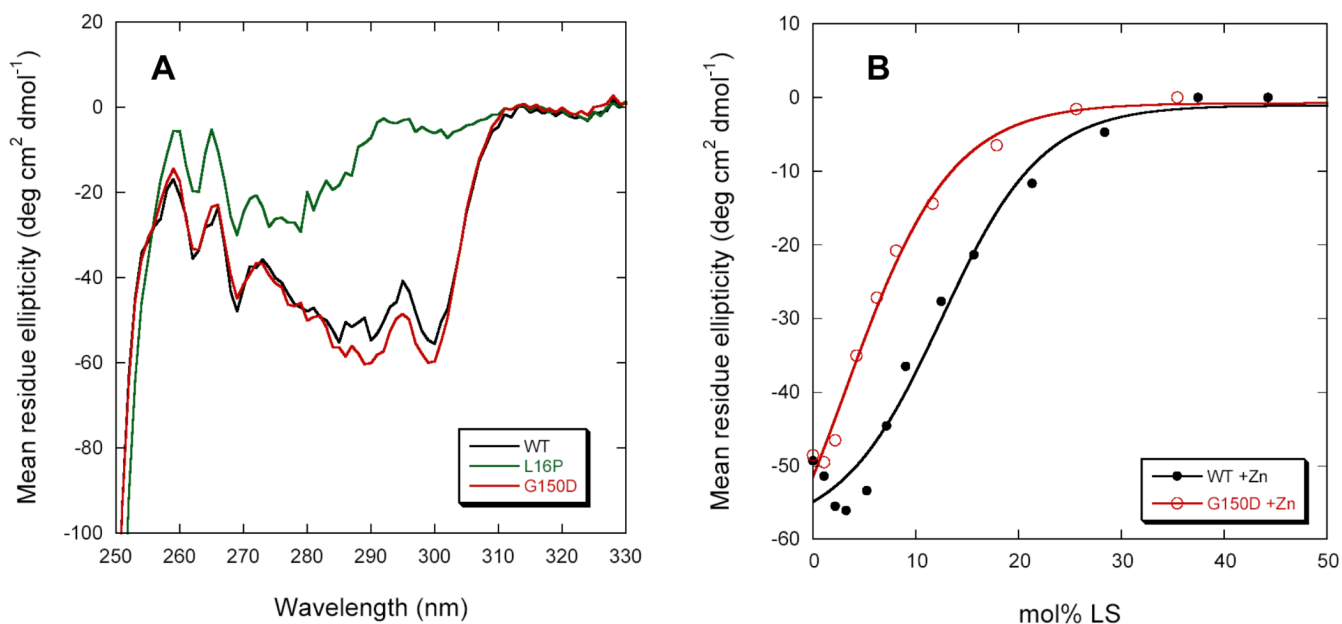 A
Mean residue ellipticity (deg cm² dmol⁻¹)
20
0
-20
-40
-60
-80
-100
250 260 270 280 290 300 310 320 330
Wavelength (nm)
WT
L16P
G150D
B
Mean residue ellipticity (deg cm² dmol⁻¹)
10
0
-10
-20
-30
-40
-50
-60
0 10 20 30 40 50
mol% LS
WT +Zn
G150D +Zn